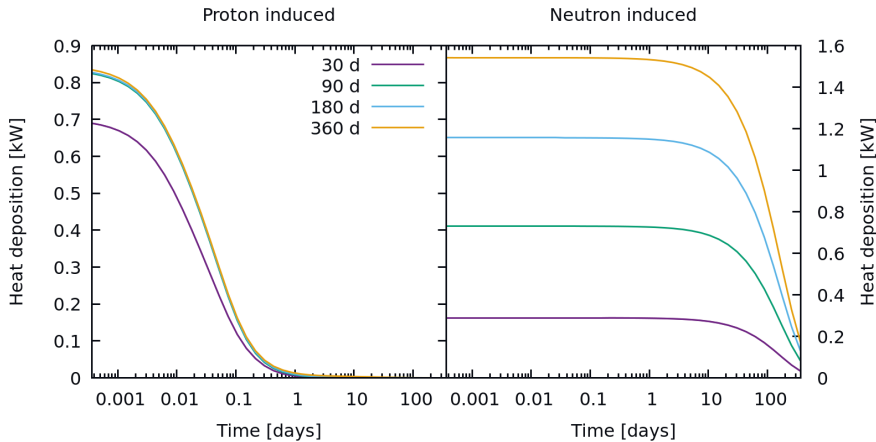 Proton induced
Neutron induced
Heat deposition [kW]
0.9
0.8
0.7
0.6
0.5
0.4
0.3
0.2
0.1
0
30 d
90 d
180 d
360 d
0.001 0.01 0.1 1 10 100
Time [days]
0.001 0.01 0.1 1 10 100
Time [days]
1.6
1.4
1.2
1
0.8
0.6
0.4
0.2
0
Heat deposition [kW]